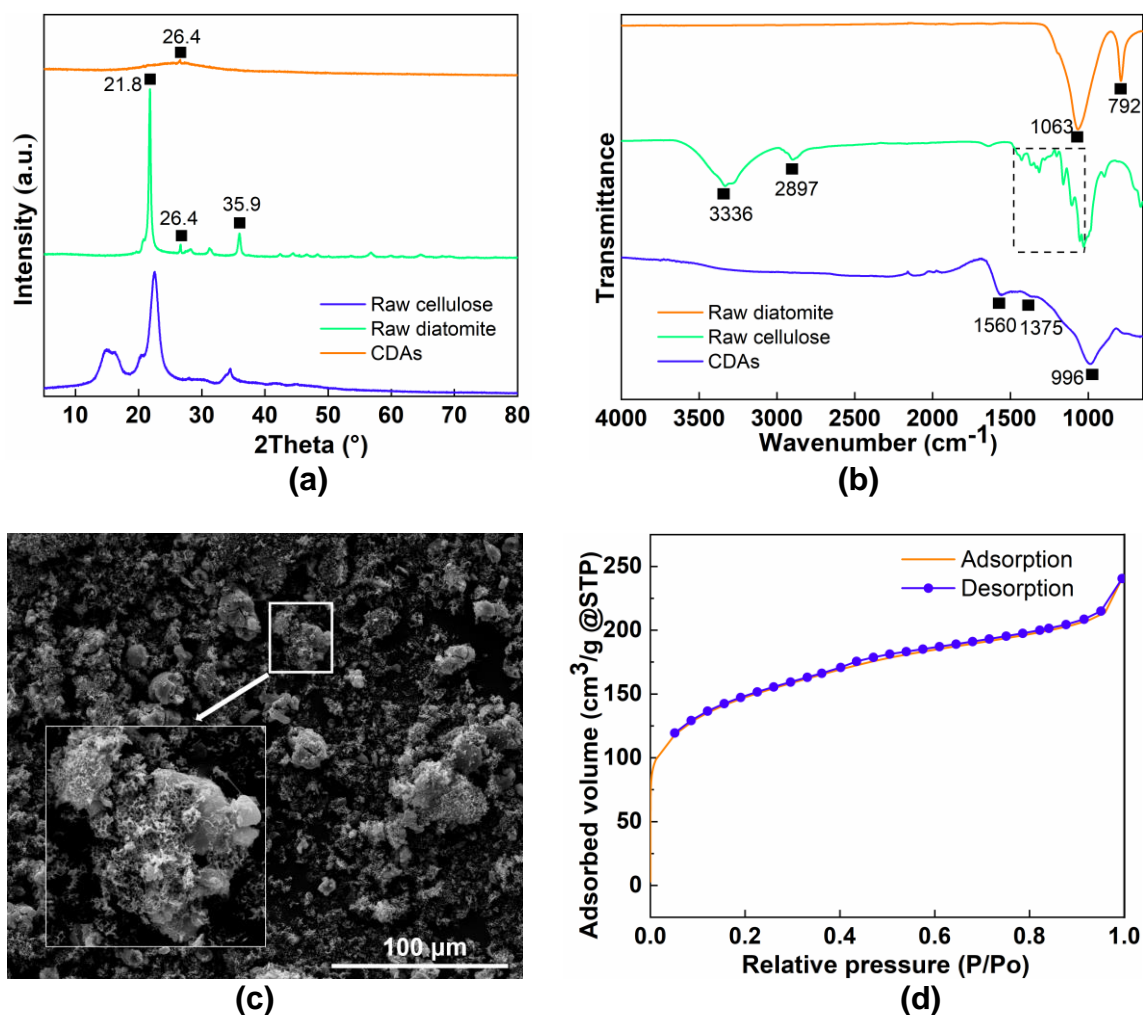 Intensity (a.u.)
26.4
21.8
26.4
35.9
Raw cellulose
Raw diatomite
CDAs
10 20 30 40 50 60 70 80
2Theta (°)
(a)
Transmittance
1063
792
3336
2897
1560
1375
996
Raw diatomite
Raw cellulose
CDAs
4000 3500 3000 2500 2000 1500 1000
Wavenumber (cm⁻¹)
(b)
100 μm
(c)
Adsorbed volume (cm³/g @STP)
250
200
150
100
50
0
Adsorption
Desorption
0.0 0.2 0.4 0.6 0.8 1.0
Relative pressure (P/Po)
(d)